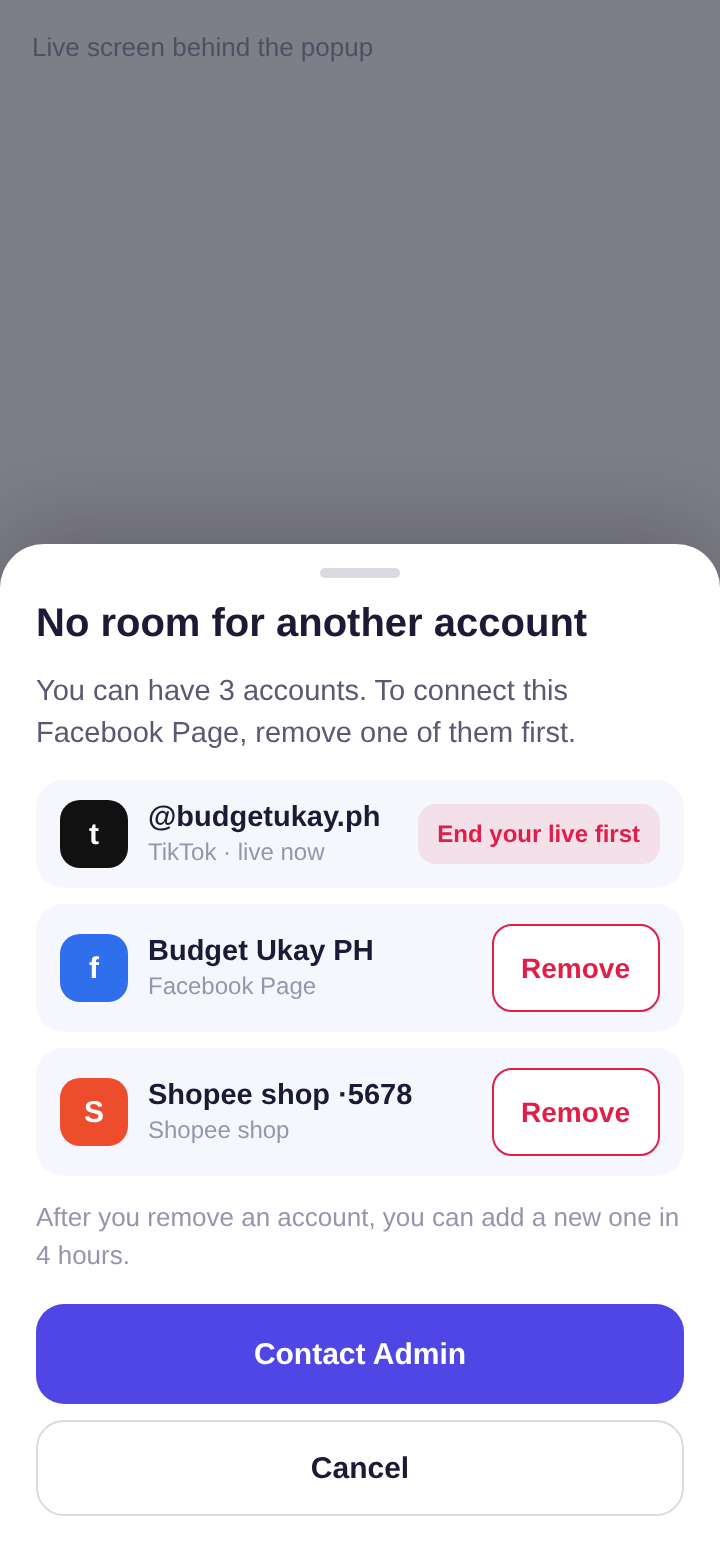 Live screen behind the popup
No room for another account
You can have 3 accounts. To connect this
Facebook Page, remove one of them first.
t
@budgetukay.ph
TikTok · live now
End your live first
f
Budget Ukay PH
Facebook Page
Remove
S
Shopee shop ·5678
Shopee shop
Remove
After you remove an account, you can add a new one in
4 hours.
Contact Admin
Cancel